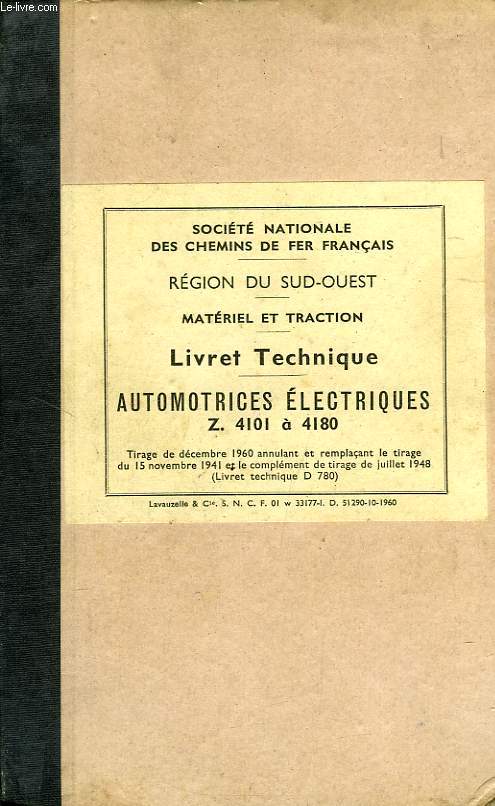 Le-livre.com
SOCIÉTÉ NATIONALE
DES CHEMINS DE FER FRANÇAIS
RÉGION DU SUD-OUEST
MATÉRIEL ET TRACTION
Livret Technique
AUTOMOTRICES ÉLECTRIQUES
Z. 4101 à 4180
Tirage de décembre 1960 annulant et remplaçant le tirage
du 15 novembre 1941 et le complément de tirage de juillet 1948
(Livret technique D 780)
Lavauzelle & Cie. S. N. C. F. 01 w 33177-I. D. 51290-10-1960